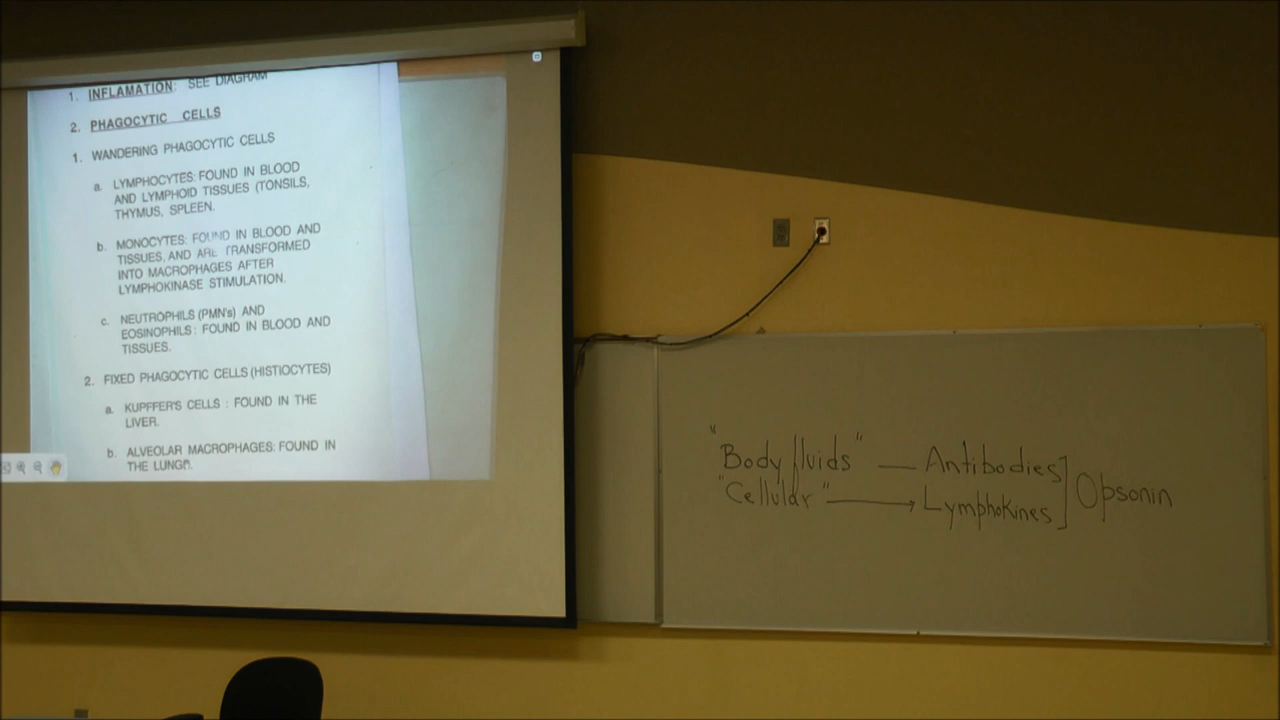 1. INFLAMATION: SEE DIAGRAM
2. PHAGOCYTIC CELLS
1. WANDERING PHAGOCYTIC CELLS
a. LYMPHOCYTES: FOUND IN BLOOD
AND LYMPHOID TISSUES (TONSILS,
THYMUS, SPLEEN.
b. MONOCYTES: FOUND IN BLOOD AND
TISSUES, AND ARE TRANSFORMED
INTO MACROPHAGES AFTER
LYMPHOKINASE STIMULATION.
c. NEUTROPHILS (PMN's) AND
EOSINOPHILS: FOUND IN BLOOD AND
TISSUES.
2. FIXED PHAGOCYTIC CELLS (HISTIOCYTES)
a. KUPFFER'S CELLS : FOUND IN THE
LIVER.
b. ALVEOLAR MACROPHAGES: FOUND IN
THE LUNG.
"Body fluids" — Antibodies
"Cellular" → Lymphokines ] Opsonin